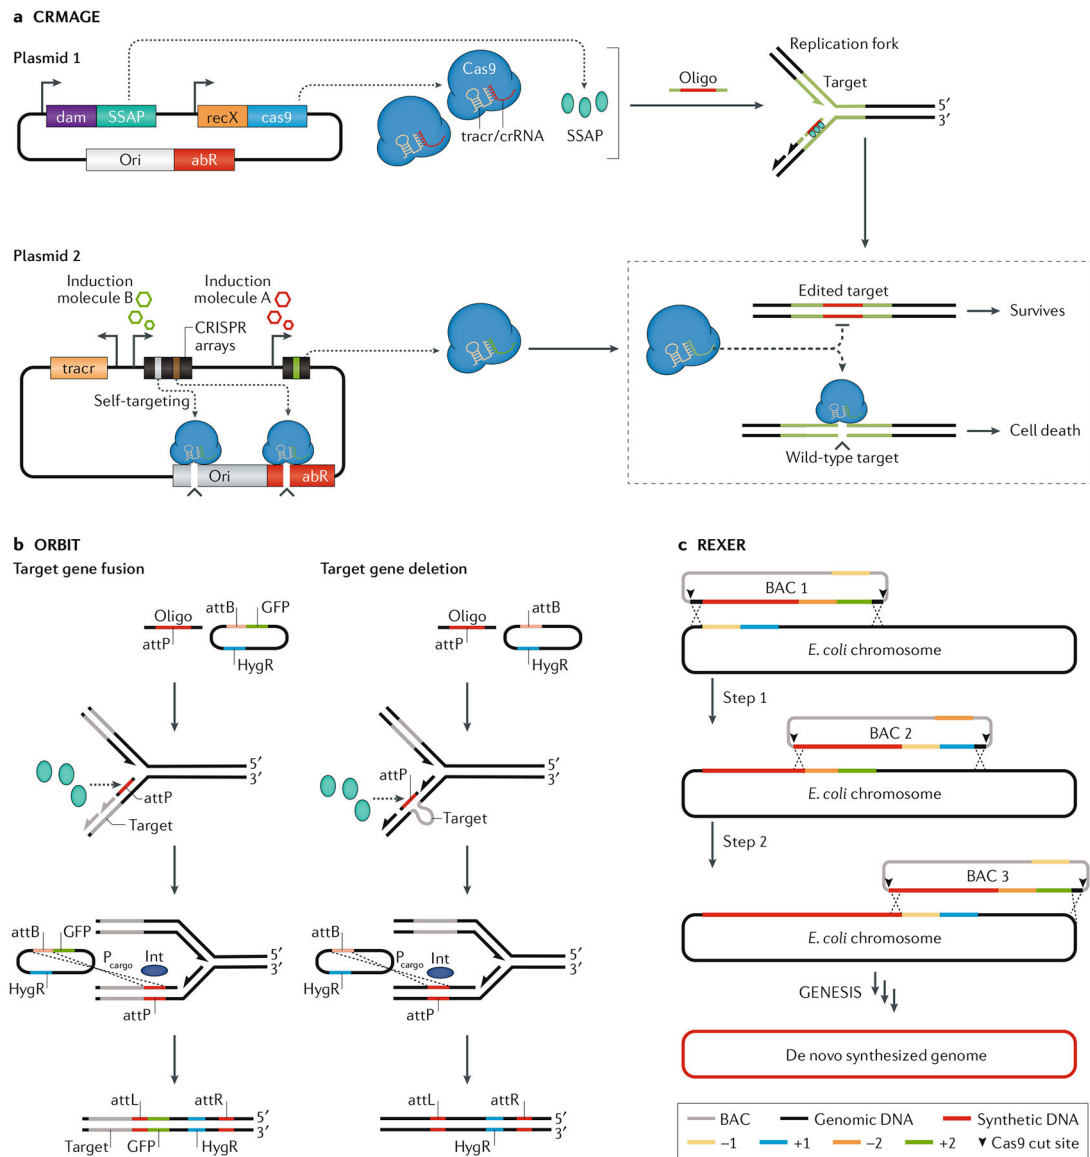 a CRMAGE
Plasmid 1
dam
SSAP
recX
cas9
Ori
abR
Cas9
tracr/crRNA
SSAP
Oligo
Replication fork
Target
5′
3′
Plasmid 2
Induction
molecule B
Induction
molecule A
CRISPR
arrays
tracr
Self-targeting
Ori
abR
Edited target
Survives
Cell death
Wild-type target
b ORBIT
Target gene fusion
Oligo
attP
attB
GFP
HygR
5′
3′
attP
Target
attB
GFP
HygR
Pcargo
Int
attP
5′
3′
attL
attR
5′
3′
Target
GFP
HygR
Target gene deletion
Oligo
attP
attB
HygR
attP
5′
3′
Target
attB
HygR
Pcargo
Int
attP
5′
3′
attL
attR
5′
3′
HygR
c REXER
BAC 1
E. coli chromosome
Step 1
BAC 2
E. coli chromosome
Step 2
BAC 3
E. coli chromosome
GENESIS
De novo synthesized genome
BAC
Genomic DNA
Synthetic DNA
–1
+1
–2
+2
Cas9 cut site